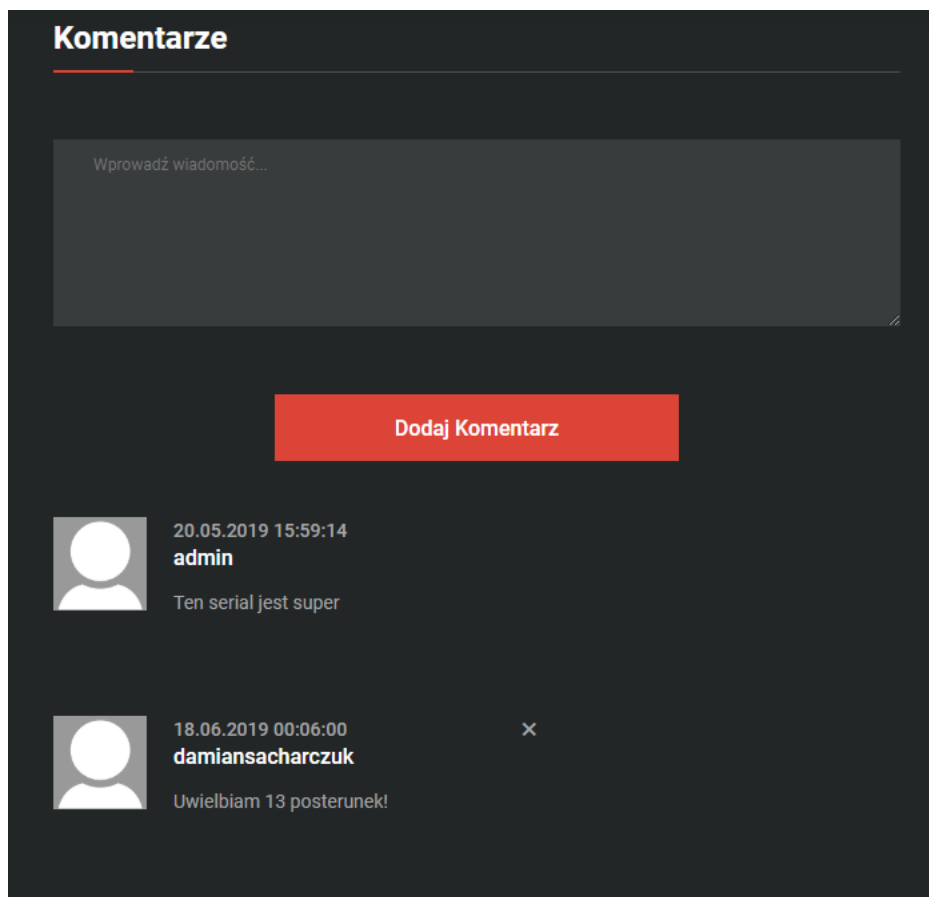 Komentarze
Wprowadź wiadomość...
Dodaj Komentarz
20.05.2019 15:59:14
admin
Ten serial jest super
18.06.2019 00:06:00
damiansacharczuk
Uwielbiam 13 posterunek!